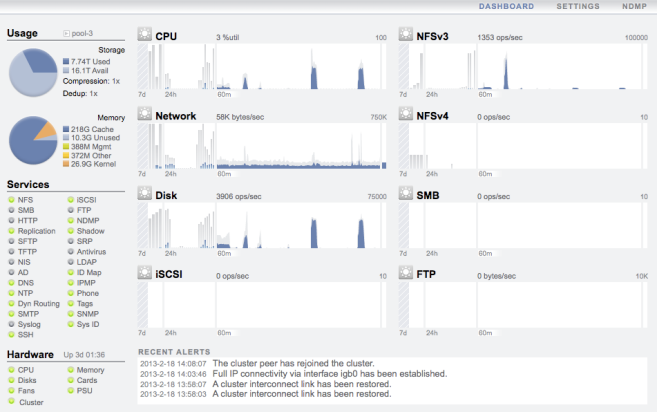 DASHBOARD SETTINGS NDMP
Usage pool-3
Storage
7.74T Used
16.1T Avail
Compression: 1x
Dedup: 1x
Memory
218G Cache
10.3G Unused
388M Mgmt
372M Other
26.9G Kernel
Services
NFS iSCSI
SMB FTP
HTTP NDMP
Replication Shadow
SFTP SRP
TFTP Antivirus
NIS LDAP
AD ID Map
DNS IPMP
NTP Phone
Dyn Routing Tags
SMTP SNMP
Syslog Sys ID
SSH
Hardware Up 3d 01:36
CPU Memory
Disks Cards
Fans PSU
Cluster
CPU 3 %util 100
7d 24h 60m
Network 58K bytes/sec 750K
7d 24h 60m
Disk 3906 ops/sec 75000
7d 24h 60m
iSCSI 0 ops/sec 10
7d 24h 60m
NFSv3 1353 ops/sec 100000
7d 24h 60m
NFSv4 0 ops/sec 10
7d 24h 60m
SMB 0 ops/sec 10
7d 24h 60m
FTP 0 bytes/sec 10K
7d 24h 60m
RECENT ALERTS
2013-2-18 14:08:07 The cluster peer has rejoined the cluster.
2013-2-18 14:03:46 Full IP connectivity via interface igb0 has been established.
2013-2-18 13:58:07 A cluster interconnect link has been restored.
2013-2-18 13:58:03 A cluster interconnect link has been restored.